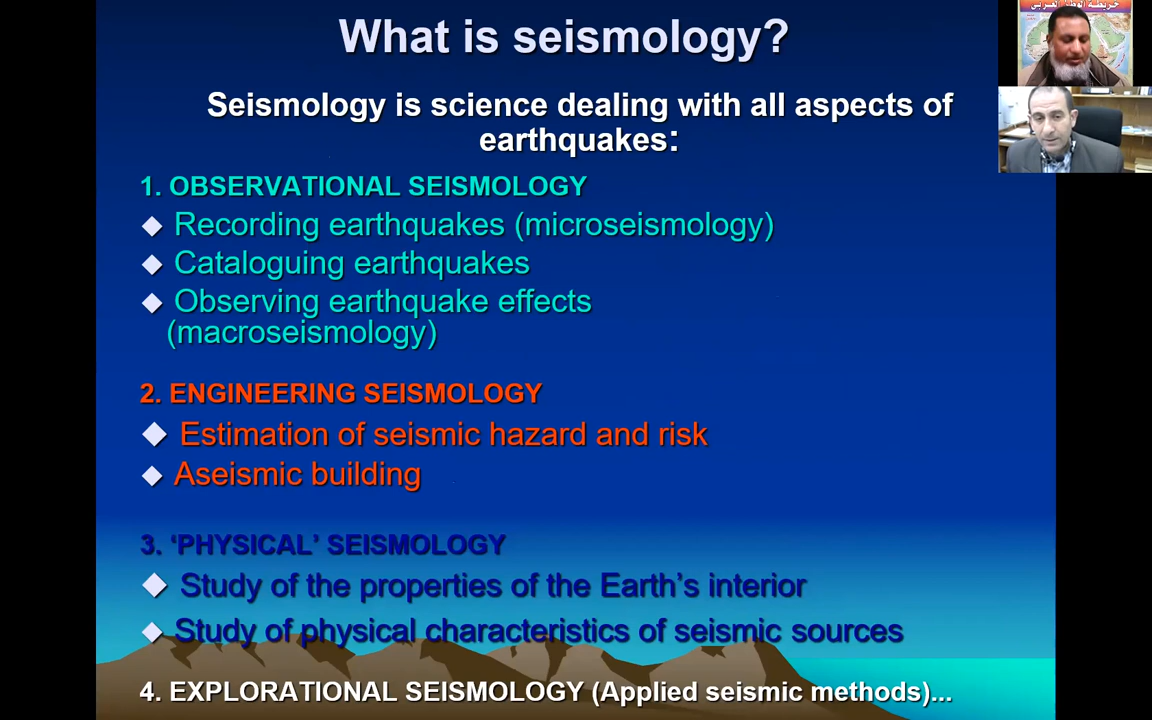 What is seismology?
خريطة الوطن العربى
Seismology is science dealing with all aspects of
earthquakes:
1. OBSERVATIONAL SEISMOLOGY
Recording earthquakes (microseismology)
Cataloguing earthquakes
Observing earthquake effects
(macroseismology)
2. ENGINEERING SEISMOLOGY
Estimation of seismic hazard and risk
Aseismic building
3. ‘PHYSICAL’ SEISMOLOGY
Study of the properties of the Earth’s interior
Study of physical characteristics of seismic sources
4. EXPLORATIONAL SEISMOLOGY (Applied seismic methods)...